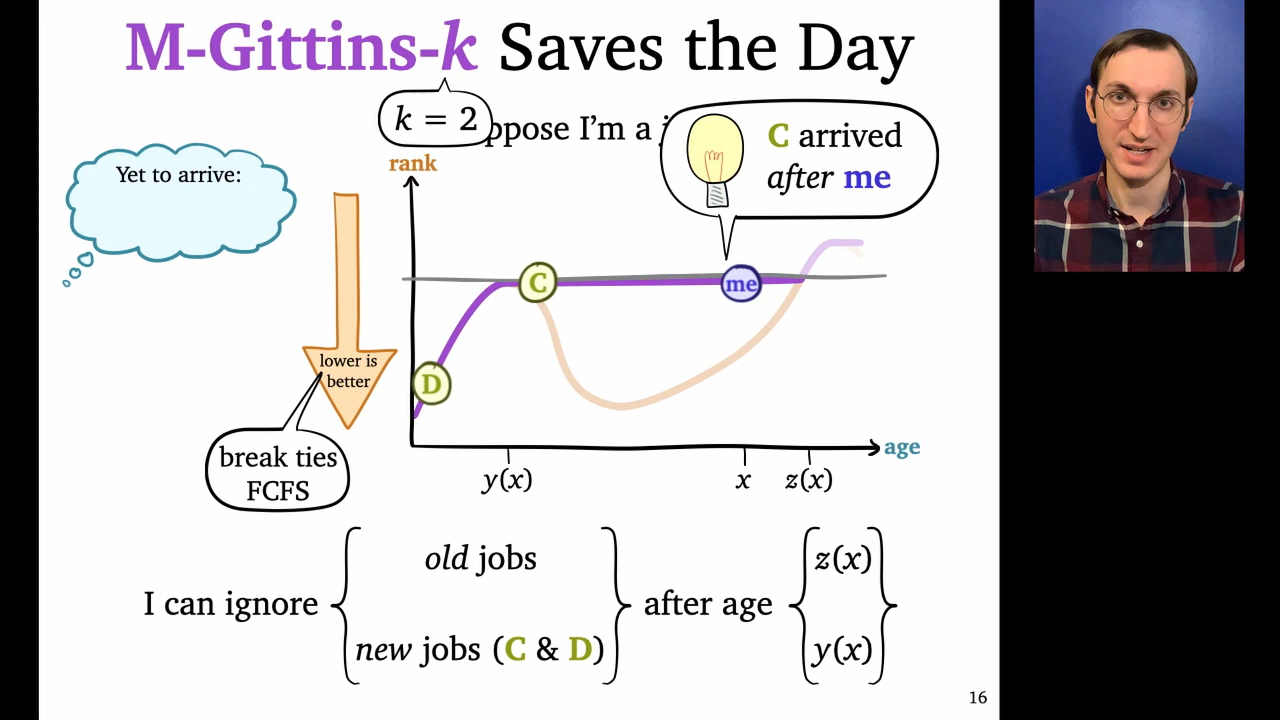 M-Gittins-k Saves the Day
k = 2
ppose I'm a
C arrived
after me
rank
Yet to arrive:
C
me
lower is
better
D
break ties
FCFS
age
y(x)
x
z(x)
old jobs
z(x)
I can ignore
after age
new jobs (C & D)
y(x)
16